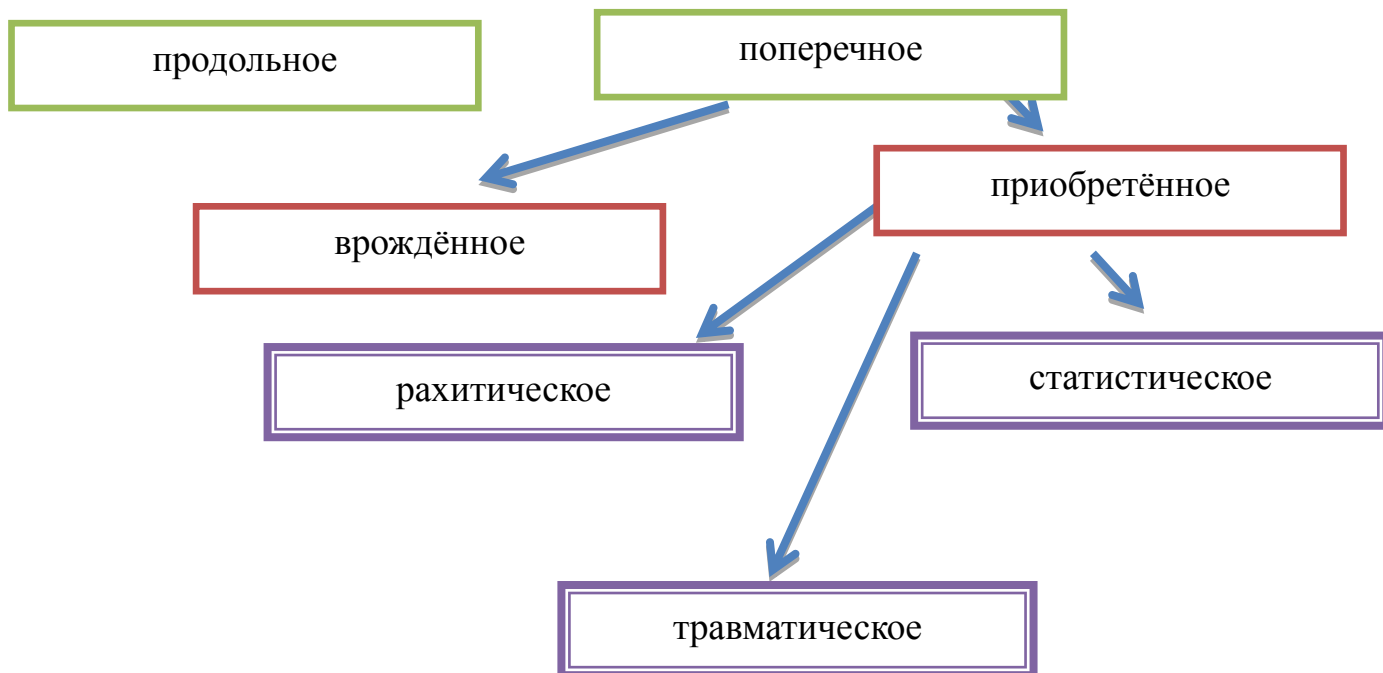 продольное
поперечное
приобретённое
врождённое
рахитическое
статистическое
травматическое